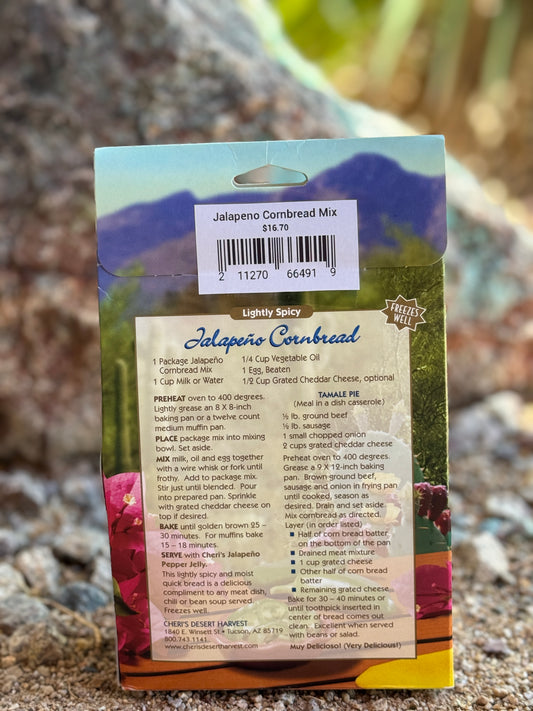 Jalapeno Cornbread Mix
$16.70
2 11270 66491 9
Lightly Spicy
FREEZES
WELL
Jalapeño Cornbread
1 Package Jalapeño
Cornbread Mix
1 Cup Milk or Water
1/4 Cup Vegetable Oil
1 Egg, Beaten
1/2 Cup Grated Cheddar Cheese, optional
PREHEAT oven to 400 degrees.
Lightly grease an 8 X 8-inch
baking pan or a twelve count
medium muffin pan.
PLACE package mix into mixing
bowl. Set aside.
MIX milk, oil and egg together
with a wire whisk or fork until
frothy. Add to package mix.
Stir just until blended. Pour
into prepared pan. Sprinkle
with grated cheddar cheese on
top if desired.
BAKE until golden brown 25 –
30 minutes. For muffins bake
15 – 18 minutes.
SERVE with Cheri's Jalapeño
Pepper Jelly.
This lightly spicy and moist
quick bread is a delicious
compliment to any meat dish,
chili or bean soup served.
Freezes well.
CHERI'S DESERT HARVEST
1840 E. Winsett St • Tucson, AZ 85719
800.743.1141
www.cherisdesertharvest.com
TAMALE PIE
(Meal in a dish casserole)
½ lb. ground beef
½ lb. sausage
1 small chopped onion
2 cups grated cheddar cheese
Preheat oven to 400 degrees.
Grease a 9 X 12-inch baking
pan. Brown ground beef,
sausage and onion in frying pan
until cooked, season as
desired. Drain and set aside.
Mix cornbread as directed.
Layer (in order listed)
■ Half of corn bread batter
on the bottom of the pan
■ Drained meat mixture
■ 1 cup grated cheese
■ Other half of corn bread
batter
■ Remaining grated cheese
Bake for 30 – 40 minutes or
until toothpick inserted in
center of bread comes out
clean. Excellent when served
with beans or salad.
Muy Delicioso! (Very Delicious!)